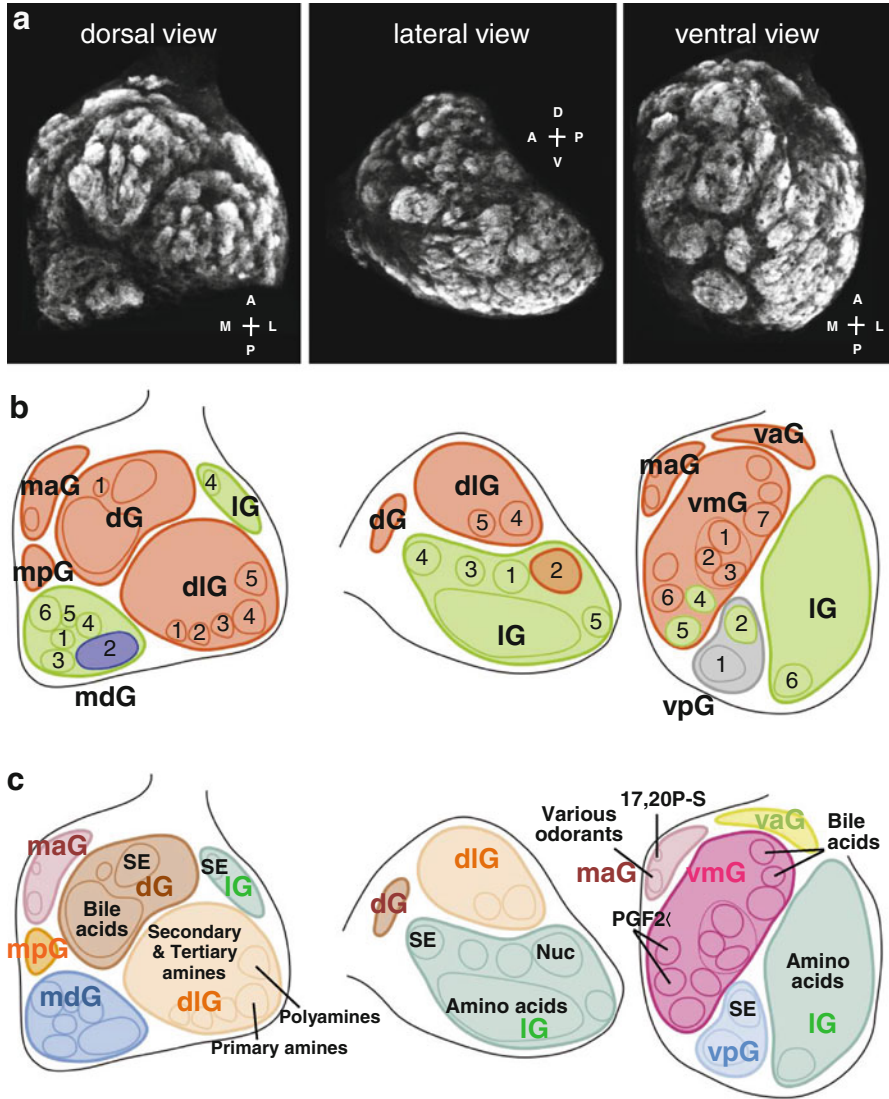 a
dorsal view
lateral view
ventral view
A
M L
P
D
A P
V
A
M L
P
b
maG
1
dG
4
lG
mpG
dlG
5
6 5 4
1
2
3
1 2 3 4
mdG
dG
dlG
5 4
4 3 1 2
lG
5
vaG
maG
vmG
7
1
2
3
6 4
5
2
1
lG
6
vpG
c
maG
SE
dG
SE
lG
Bile
acids
mpG
Secondary
& Tertiary
amines
mdG
dlG
Polyamines
Primary amines
dlG
dG
SE
Nuc
Amino acids
lG
17,20P-S
Various
odorants
vaG
Bile
acids
maG
vmG
PGF2⟨
Amino
acids
SE
lG
vpG